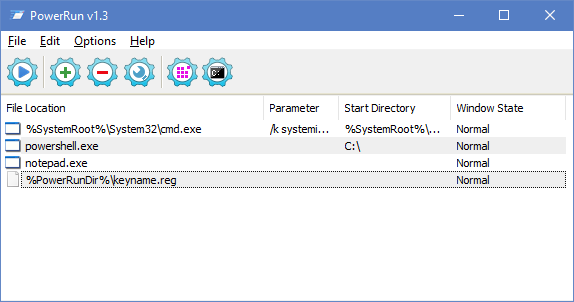 PowerRun v1.3
File Edit Options Help
C:\
File Location Parameter Start Directory Window State
%SystemRoot%\System32\cmd.exe /k systemi... %SystemRoot%\... Normal
powershell.exe C:\ Normal
notepad.exe Normal
%PowerRunDir%\keyname.reg Normal